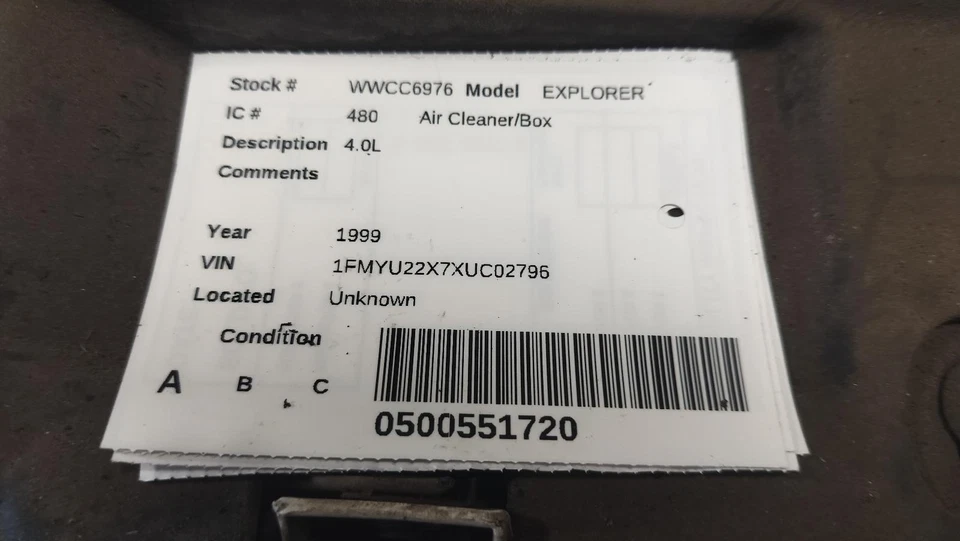 Stock # WWCC6976 Model EXPLORER
IC # 480 Air Cleaner/Box
Description 4.0L
Comments
Year 1999
VIN 1FMYU22X7XUC02796
Located Unknown
Condition
A B C
0500551720